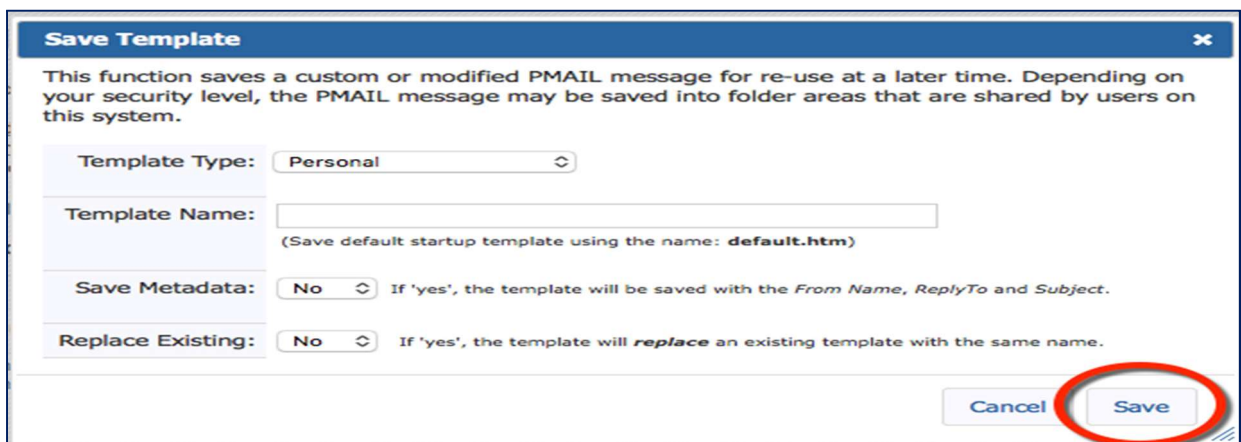 Save Template
This function saves a custom or modified PMAIL message for re-use at a later time. Depending on
your security level, the PMAIL message may be saved into folder areas that are shared by users on
this system.
Template Type: Personal
Template Name:
(Save default startup template using the name: default.htm)
Save Metadata: No If 'yes', the template will be saved with the From Name, ReplyTo and Subject.
Replace Existing: No If 'yes', the template will replace an existing template with the same name.
Cancel Save